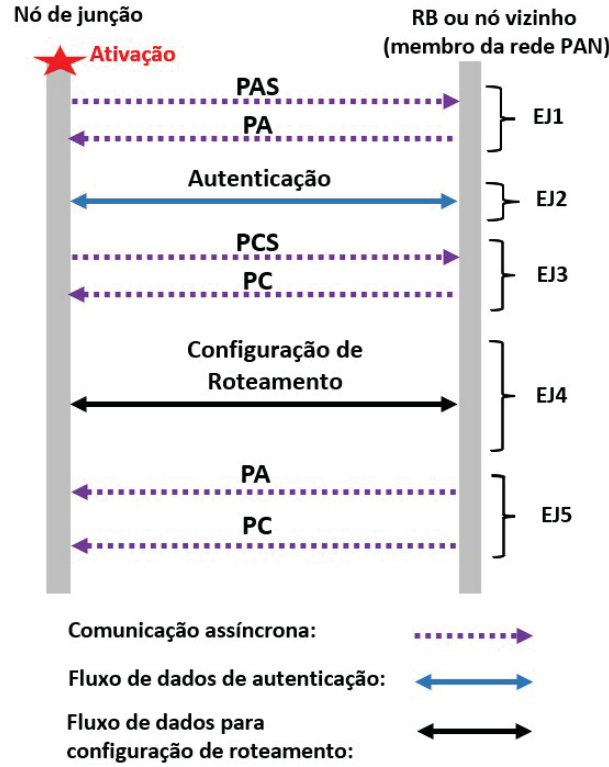 Nó de junção
RB ou nó vizinho
(membro da rede PAN)
Ativação
PAS
PA
EJ1
Autenticação
EJ2
PCS
PC
EJ3
Configuração de
Roteamento
EJ4
PA
PC
EJ5
Comunicação assíncrona:
Fluxo de dados de autenticação:
Fluxo de dados para
configuração de roteamento: